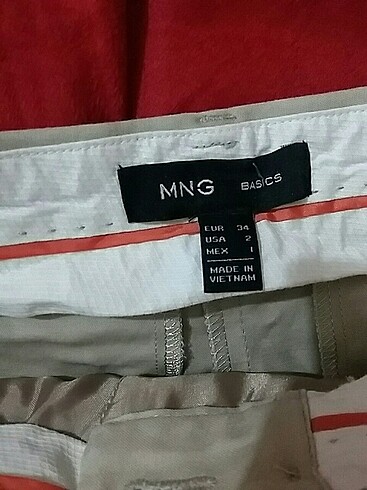 MNG BASICS
EUR 34
USA 2
MEX 1
MADE IN
VIETNAM